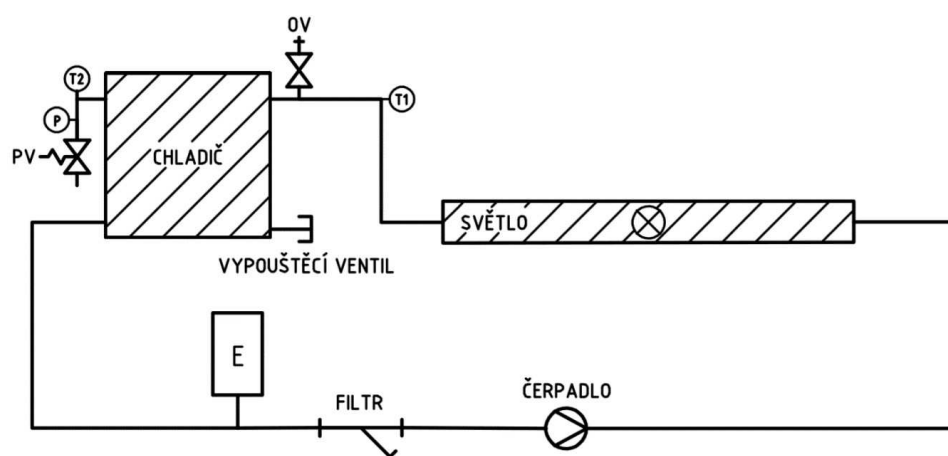 OV
T2
T1
P
PV
CHLADIČ
SVĚTLO
VYPOUŠTĚCÍ VENTIL
E
ČERPADLO
FILTR